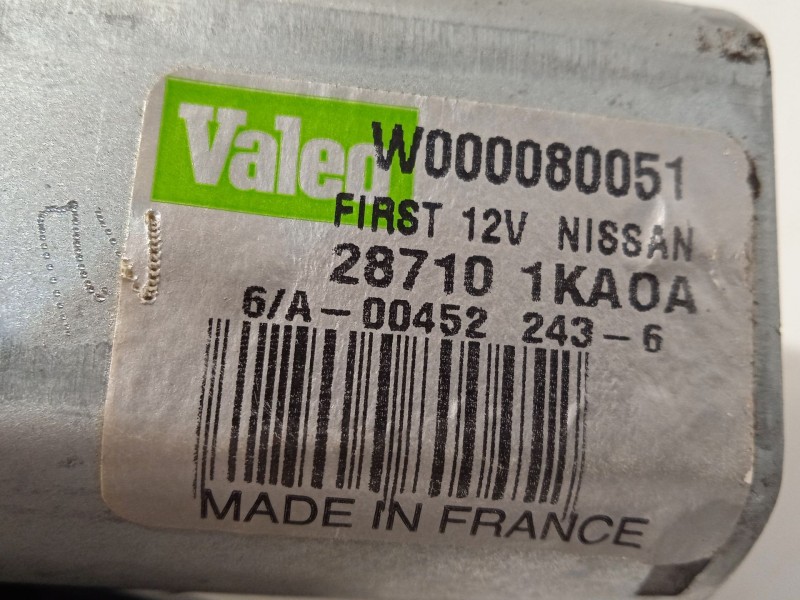 Valeo W000080051
FIRST 12V NISSAN
28710 1KA0A
6/A-00452 243-6
MADE IN FRANCE